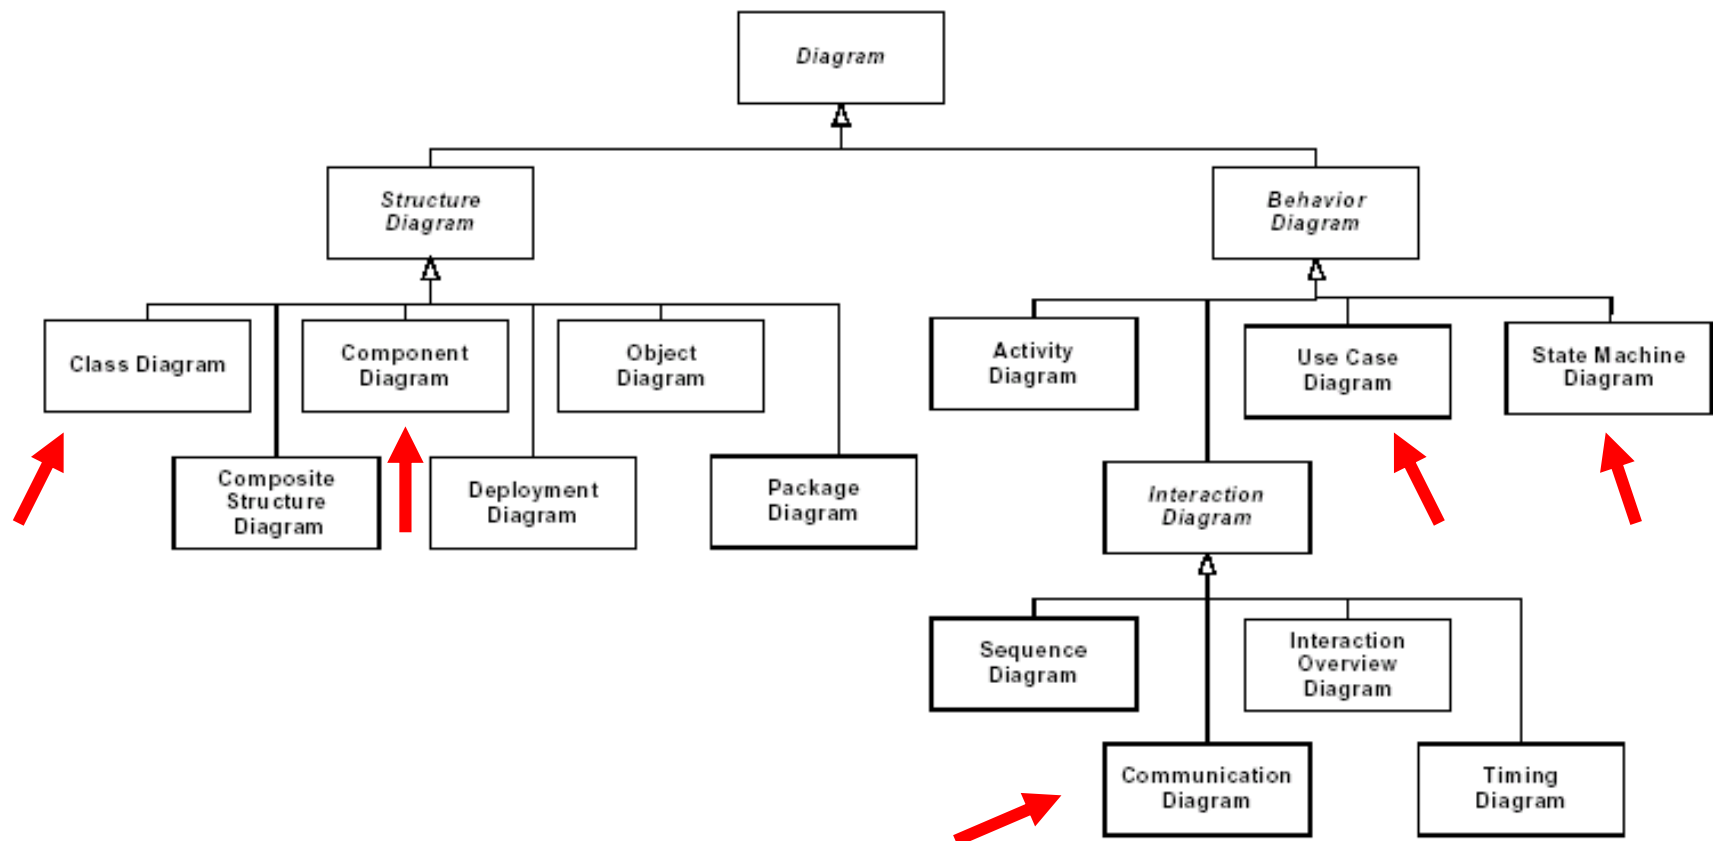 Diagram
Structure
Diagram
Behavior
Diagram
Class Diagram
Component
Diagram
Object
Diagram
Activity
Diagram
Use Case
Diagram
State Machine
Diagram
Composite
Structure
Diagram
Deployment
Diagram
Package
Diagram
Interaction
Diagram
Sequence
Diagram
Interaction
Overview
Diagram
Communication
Diagram
Timing
Diagram